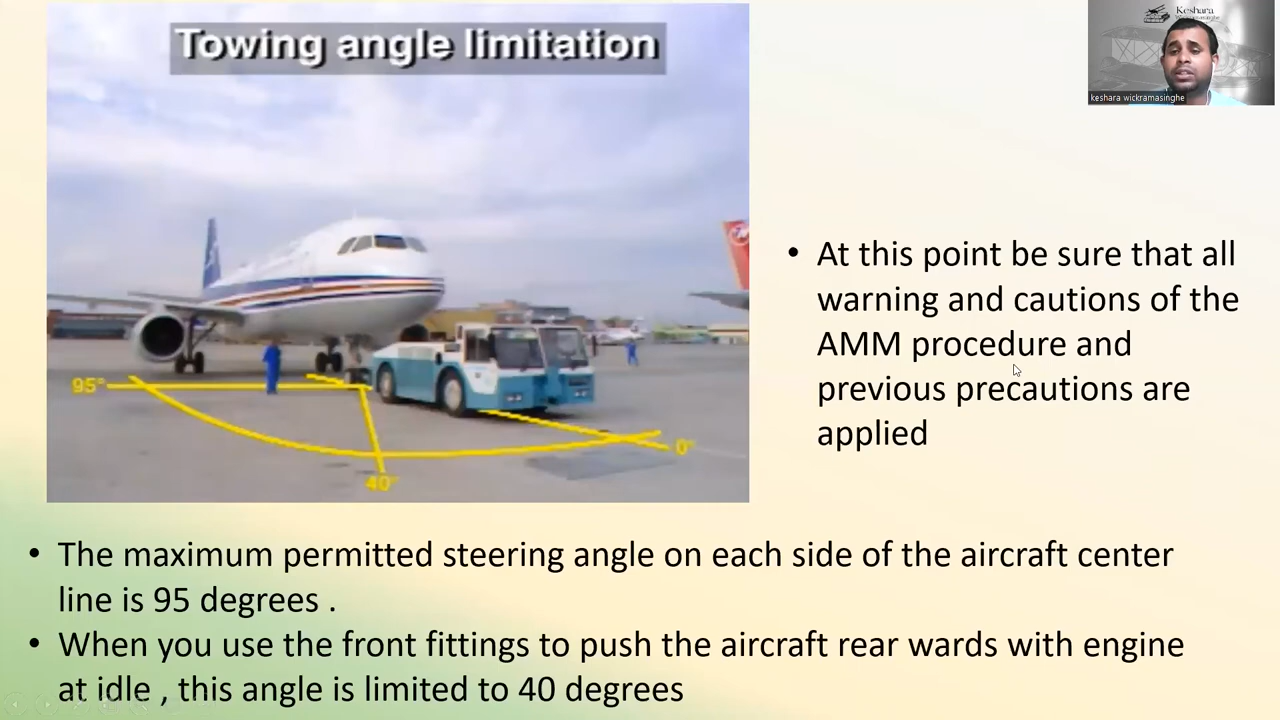 Towing angle limitation
Keshara
Wickramasinghe
keshara wickramasinghe
95°
40°
0°
• At this point be sure that all
warning and cautions of the
AMM procedure and
previous precautions are
applied
• The maximum permitted steering angle on each side of the aircraft center
line is 95 degrees .
• When you use the front fittings to push the aircraft rear wards with engine
at idle , this angle is limited to 40 degrees